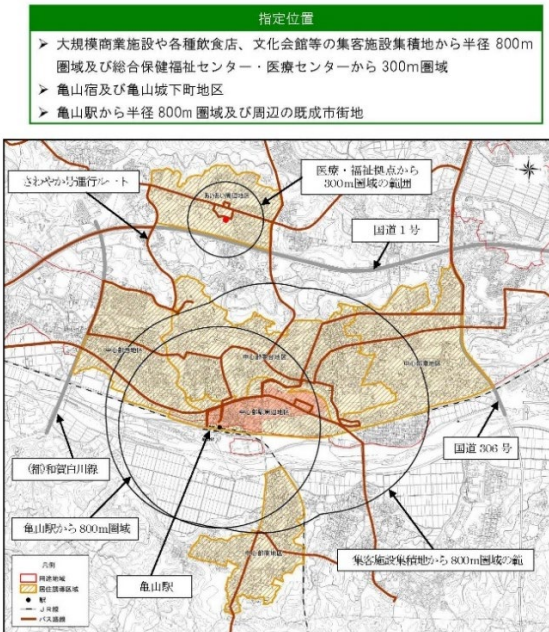 指定位置
➢ 大規模商業施設や各種飲食店、文化会館等の集客施設集積地から半径 800m
圏域及び総合保健福祉センター・医療センターから 300m圏域
➢ 亀山宿及び亀山城下町地区
➢ 亀山駅から半径 800m 圏域及び周辺の既成市街地
さわやか号運行ルート
医療・福祉拠点から
300m圏域の範囲
国道１号
国道 306 号
(都)和賀白川線
亀山駅から 800m圏域
亀山駅
集客施設集積地から 800m圏域の範
凡例
居住誘導区域
駅
ＪＲ線
バス路線